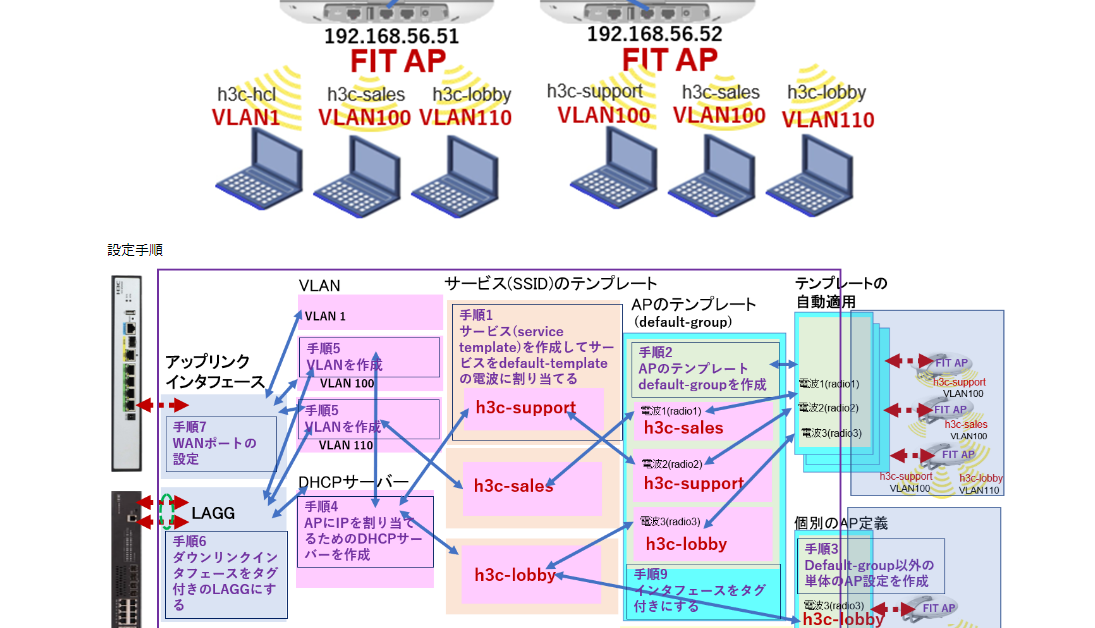 192.168.56.51
192.168.56.52
FIT AP
FIT AP
h3c-hcl
h3c-sales
h3c-lobby
h3c-support
h3c-sales
h3c-lobby
VLAN1
VLAN100
VLAN110
VLAN100
VLAN100
VLAN110
設定手順
アップリンク
インタフェース
手順7
WANポートの
設定
LAGG
手順6
ダウンリンクイン
タフェースをタグ
付きのLAGGにす
る
VLAN
VLAN 1
手順5
VLANを作成
VLAN 100
手順5
VLANを作成
VLAN 110
DHCPサーバー
手順4
APにIPを割り当て
るためのDHCPサー
バーを作成
サービス(SSID)のテンプレート
手順1
サービス(service
template)を作成してサー
ビスをdefault-template
の電波に割り当てる
h3c-support
h3c-sales
h3c-lobby
APのテンプレート
(default-group)
手順2
APのテンプレート
default-groupを作成
電波1(radio1)
h3c-sales
電波2(radio2)
h3c-support
電波3(radio3)
h3c-lobby
手順9
インタフェースをタグ
付きにする
テンプレートの
自動適用
電波1(radio1)
電波2(radio2)
電波3(radio3)
FIT AP
h3c-support
VLAN100
FIT AP
h3c-sales
VLAN100
FIT AP
h3c-support
VLAN100
h3c-lobby
VLAN110
個別のAP定義
手順3
Default-group以外の
単体のAP設定を作成
電波3(radio3)
h3c-lobby
FIT AP